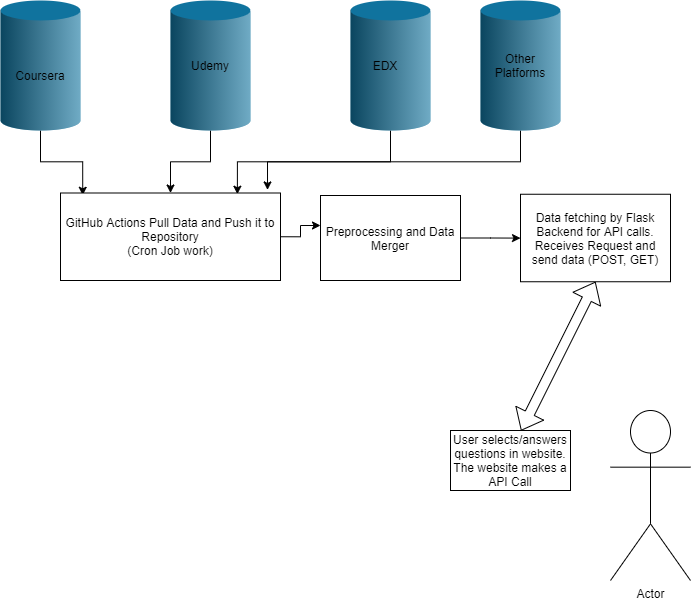 Coursera
Udemy
EDX
Other
Platforms
GitHub Actions Pull Data and Push it to
Repository
(Cron Job work)
Preprocessing and Data
Merger
Data fetching by Flask
Backend for API calls.
Receives Request and
send data (POST, GET)
User selects/answers
questions in website.
The website makes a
API Call
Actor